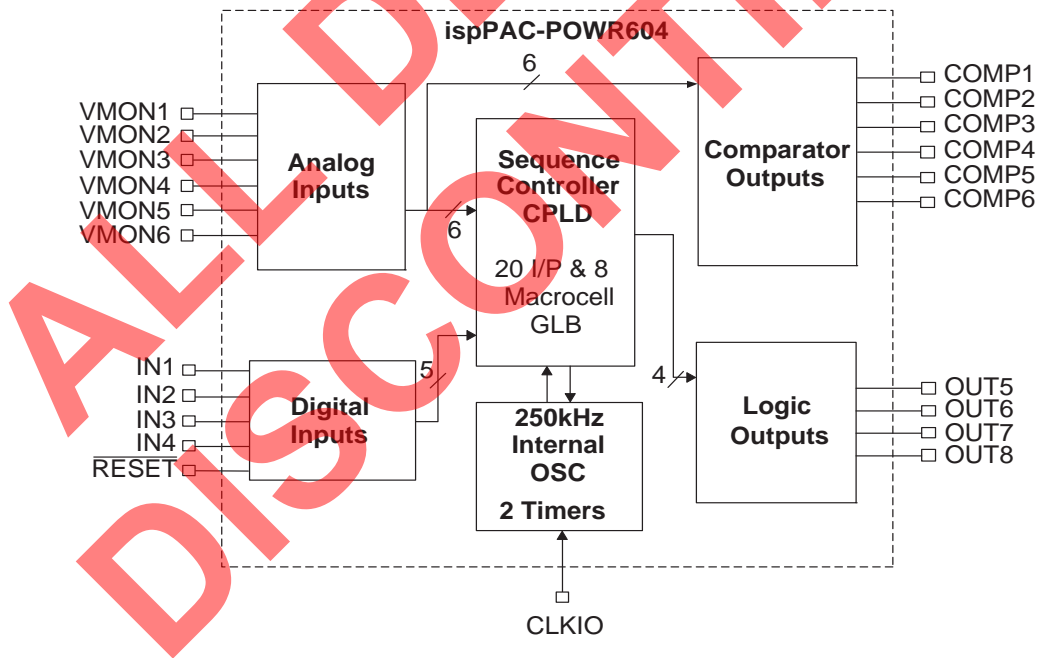 ispPAC-POWR604
6
VMON1
VMON2
VMON3
VMON4
VMON5
VMON6
Analog
Inputs
6
Sequence
Controller
CPLD
20 I/P & 8
Macrocell
GLB
Comparator
Outputs
COMP1
COMP2
COMP3
COMP4
COMP5
COMP6
IN1
IN2
IN3
IN4
RESET
Digital
Inputs
5
250kHz
Internal
OSC
2 Timers
4
Logic
Outputs
OUT5
OUT6
OUT7
OUT8
CLKIO
ALL